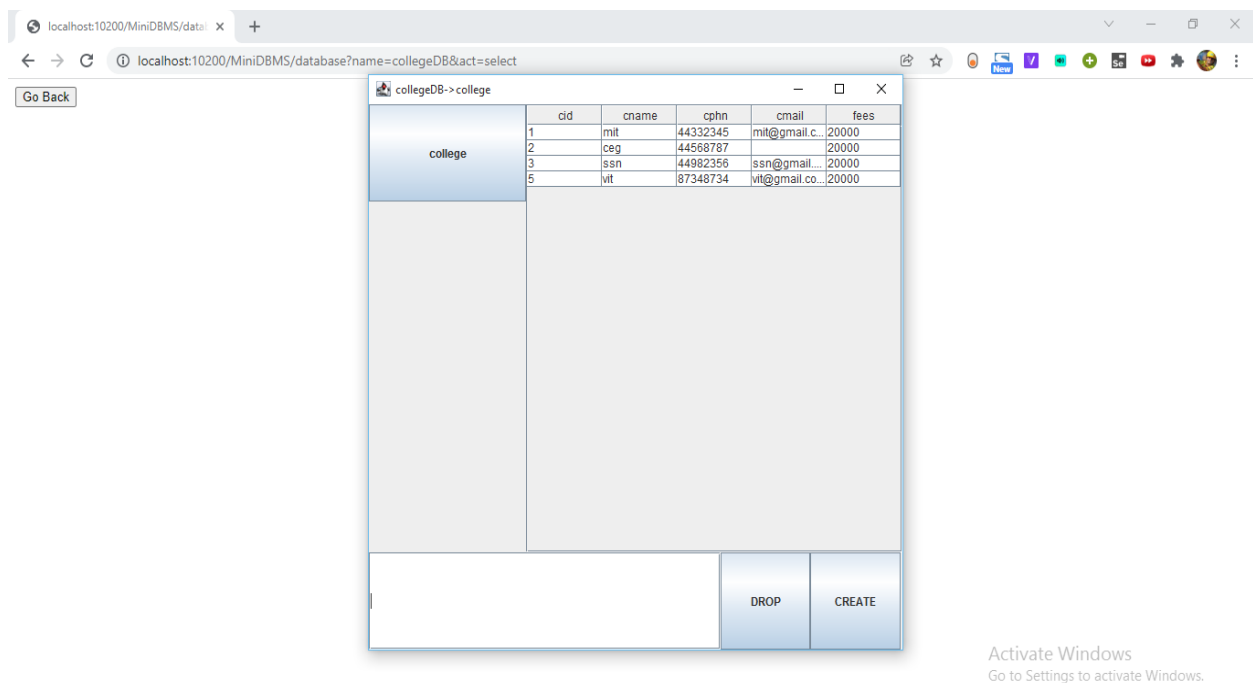 localhost:10200/MiniDBMS/data
localhost:10200/MiniDBMS/database?name=collegeDB&act=select
New
Se
Go Back
collegeDB->college
college
cid cname cphn cmail fees
1 mit 44332345 mit@gmail.c... 20000
2 ceg 44568787 20000
3 ssn 44982356 ssn@gmail.... 20000
5 vit 87348734 vit@gmail.co... 20000
DROP CREATE
Activate Windows
Go to Settings to activate Windows.